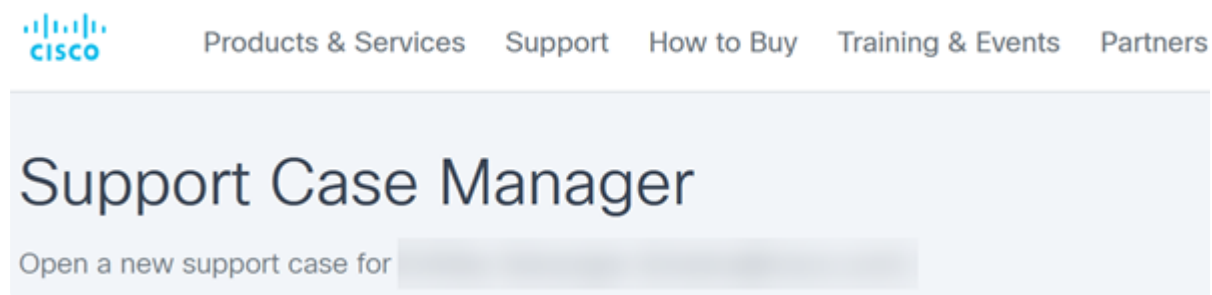 CISCO Products & Services Support How to Buy Training & Events Partners
Support Case Manager
Open a new support case for